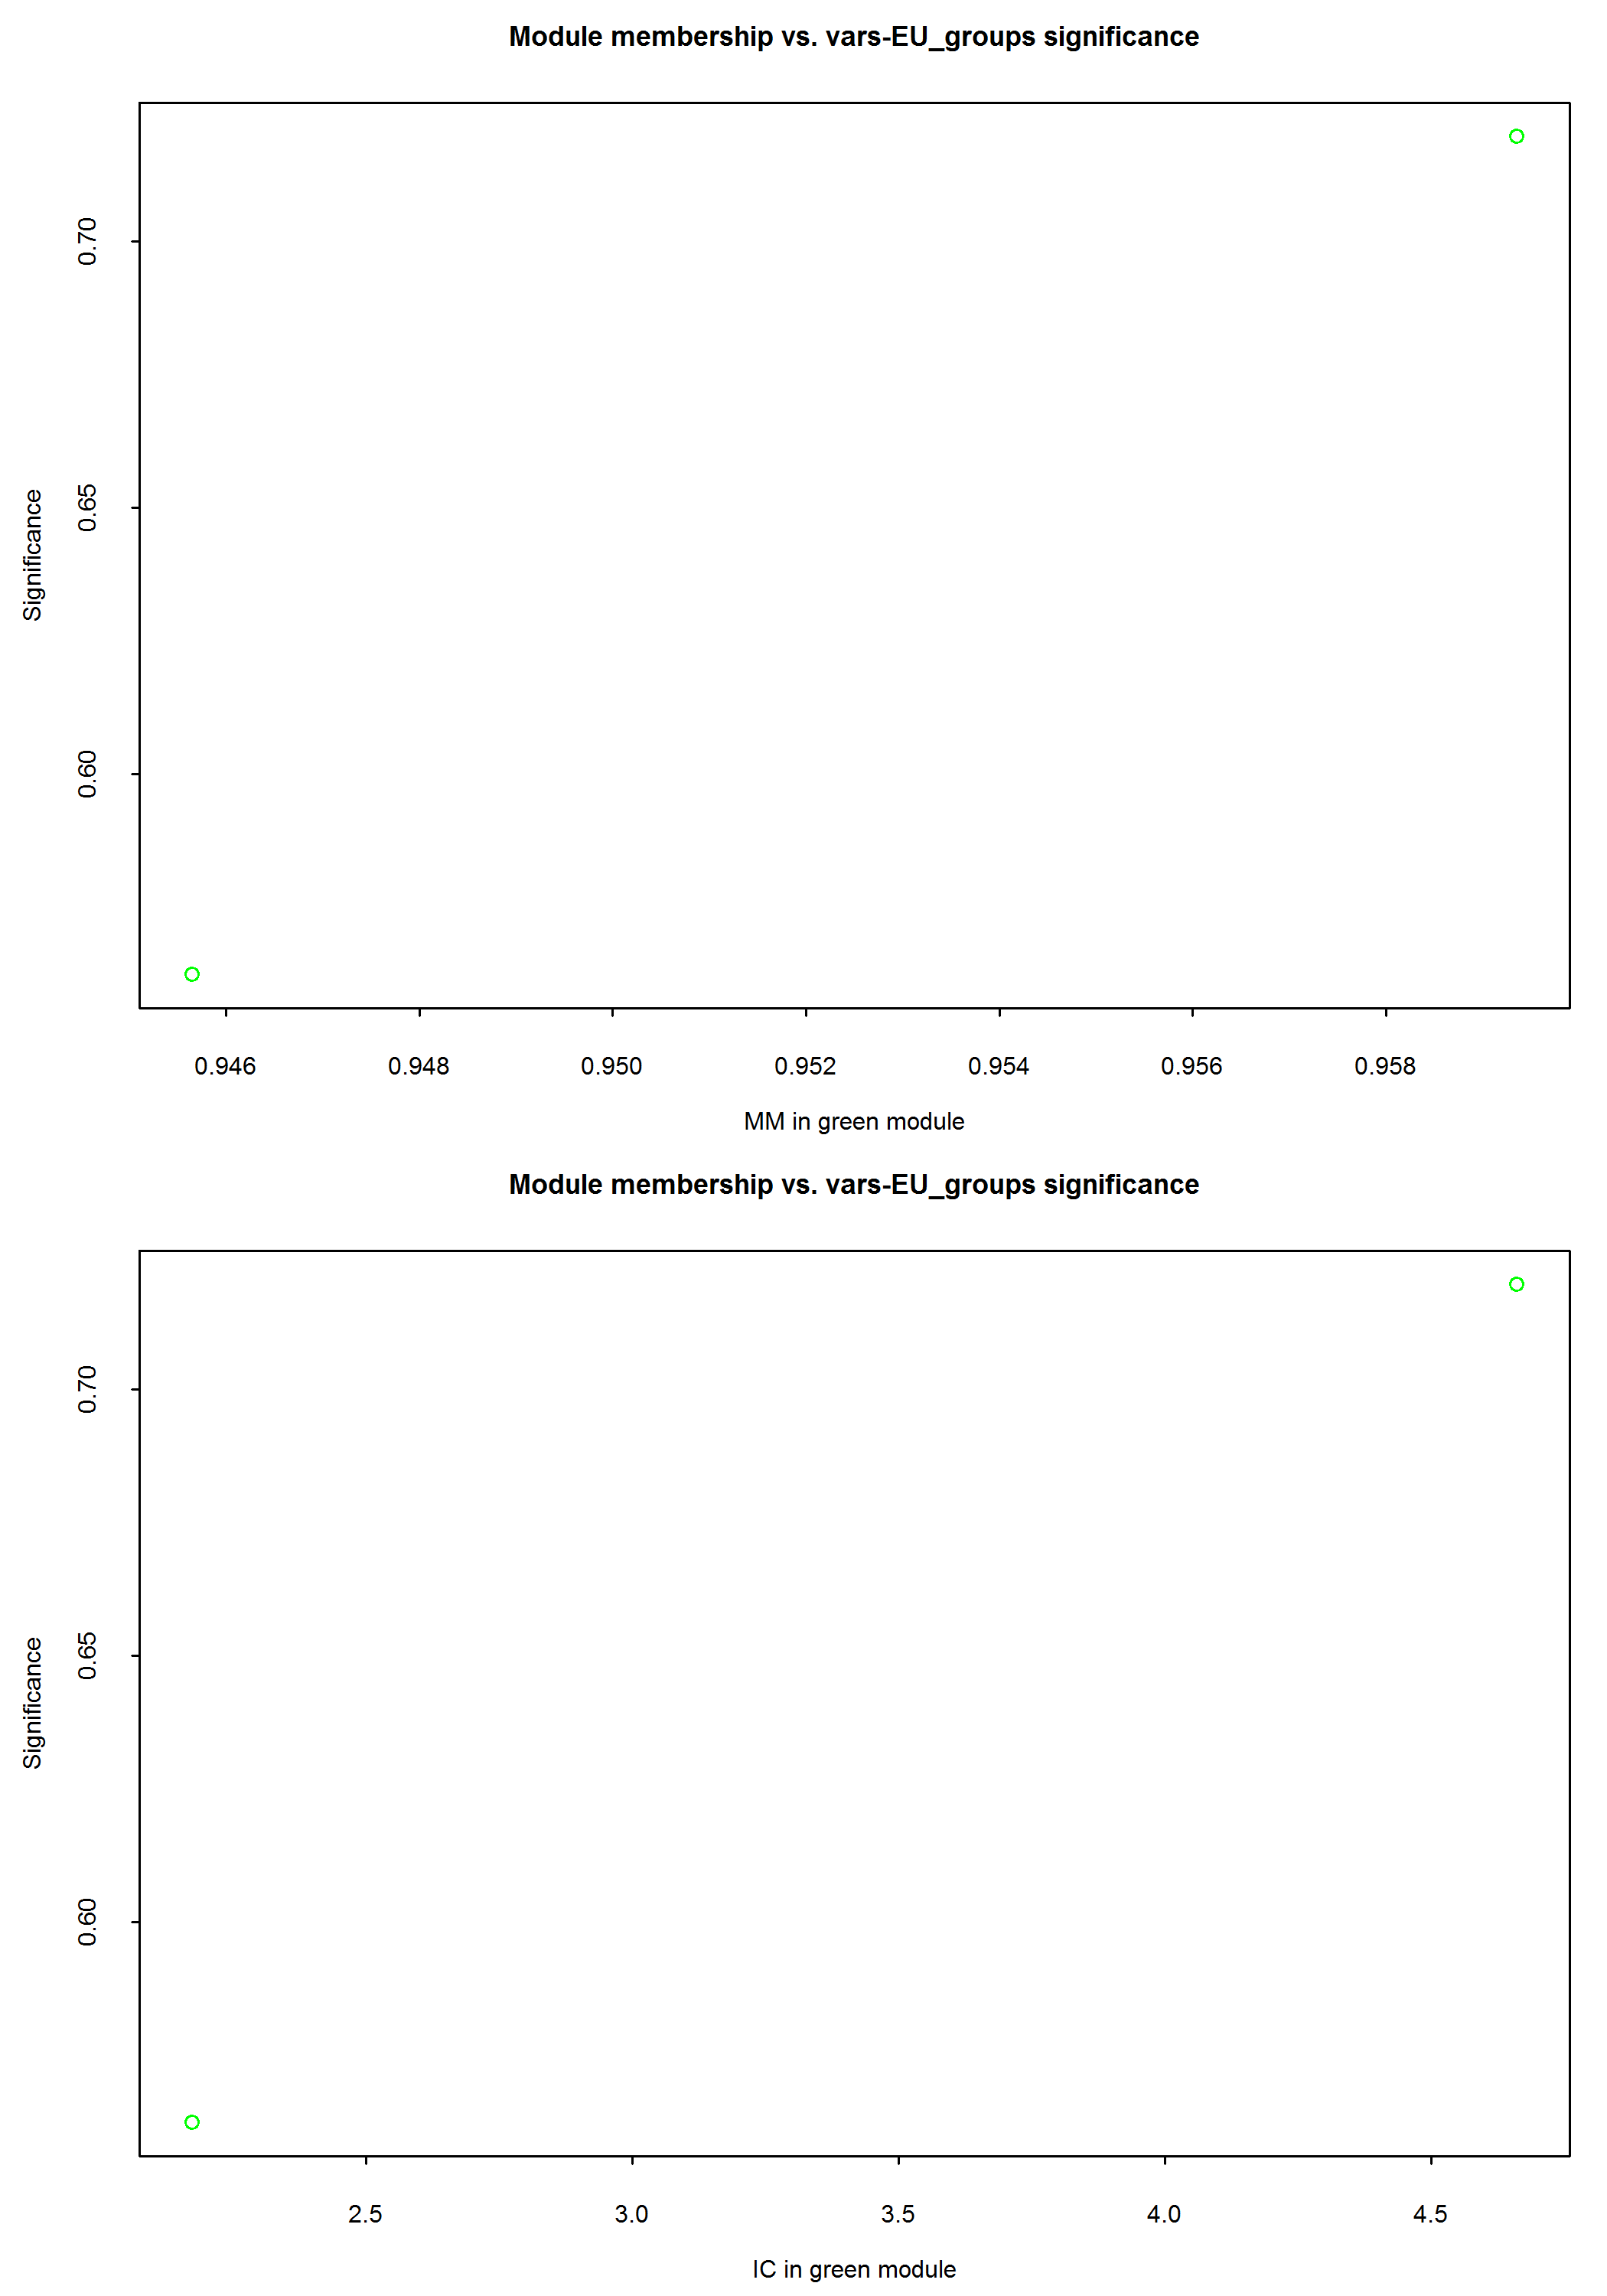 Module membership vs. vars-EU_groups significance
0.70
0.65
0.60
Significance
0.946 0.948 0.950 0.952 0.954 0.956 0.958
MM in green module
Module membership vs. vars-EU_groups significance
0.70
0.65
0.60
Significance
2.5 3.0 3.5 4.0 4.5
IC in green module